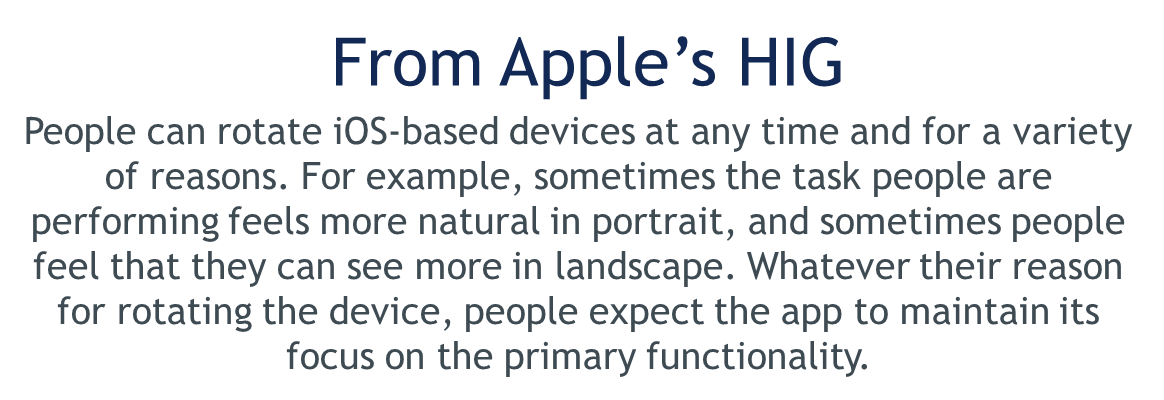 From Apple’s HIG
People can rotate iOS-based devices at any time and for a variety
of reasons. For example, sometimes the task people are
performing feels more natural in portrait, and sometimes people
feel that they can see more in landscape. Whatever their reason
for rotating the device, people expect the app to maintain its
focus on the primary functionality.